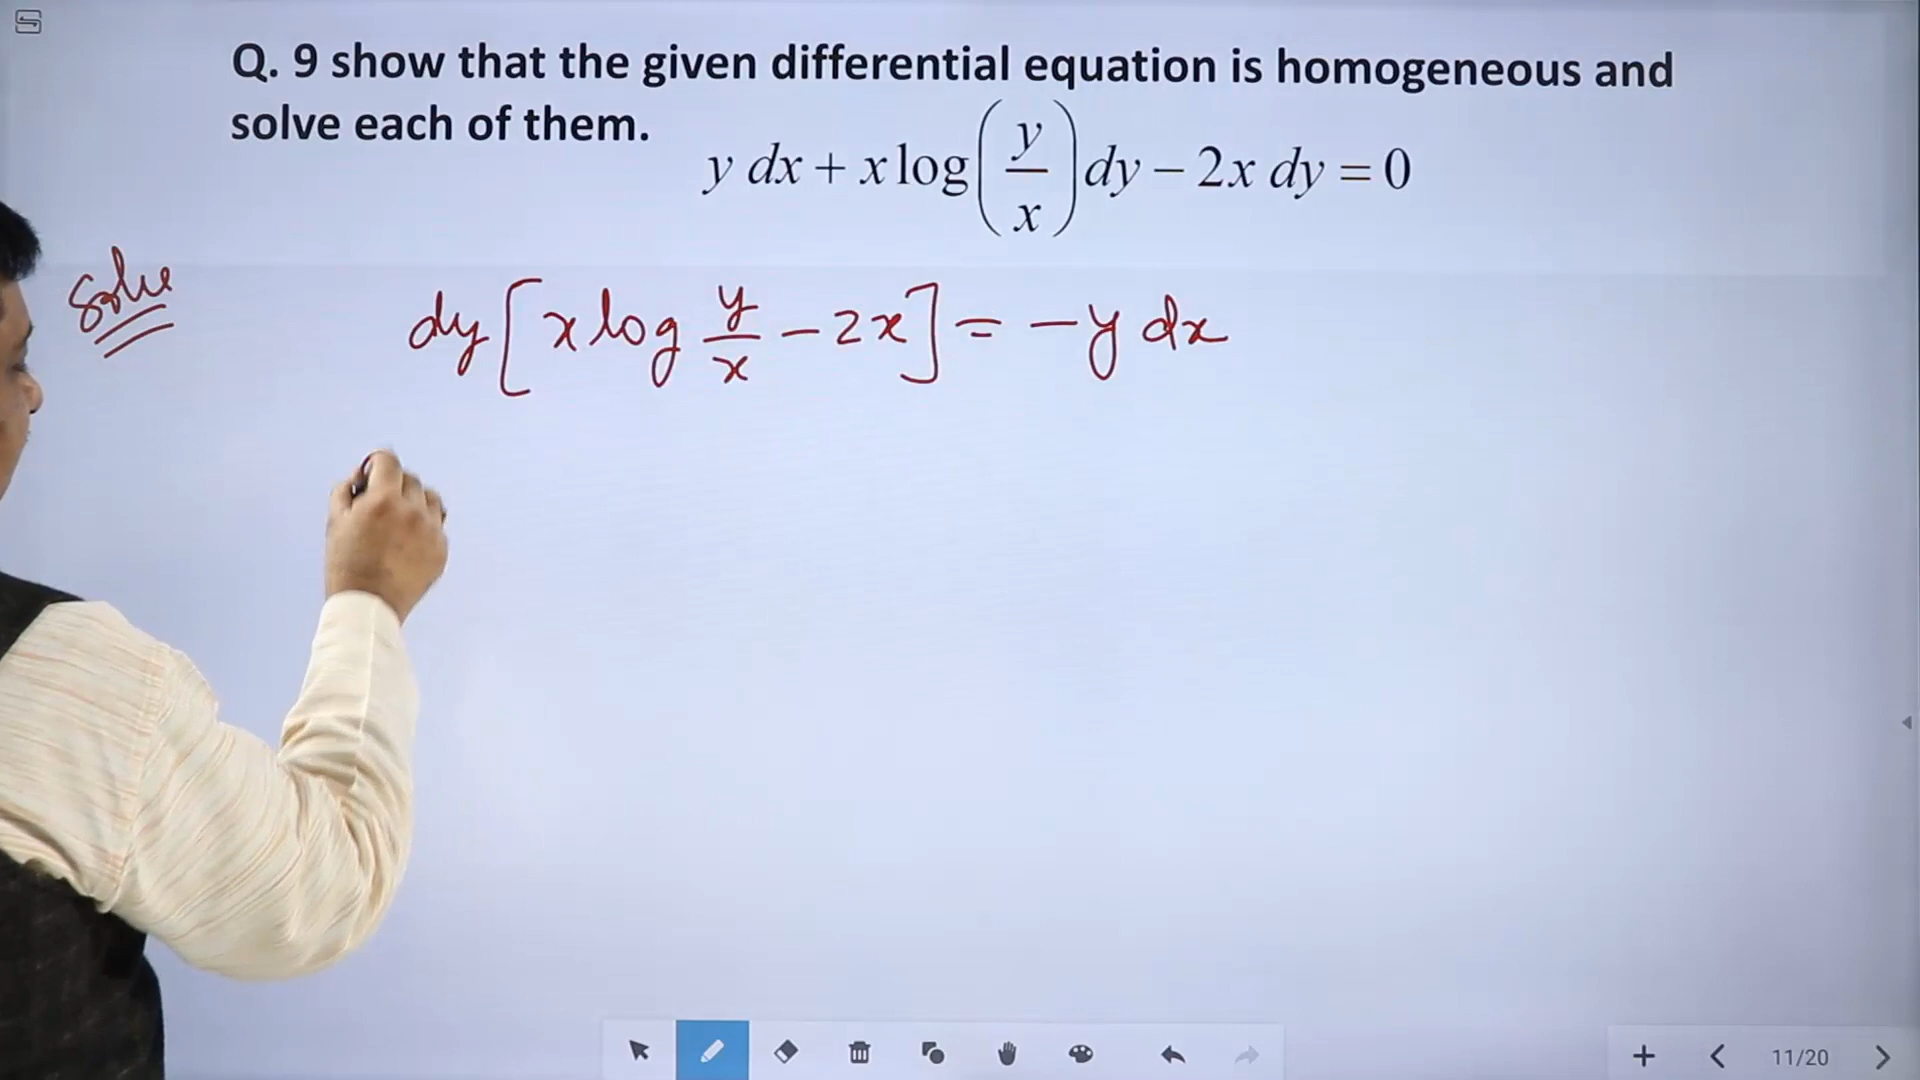 Q. 9 show that the given differential equation is homogeneous and
solve each of them.
y dx + x log(y/x) dy − 2x dy = 0
Solve
dy[x log y/x − 2x] = −y dx
11/20